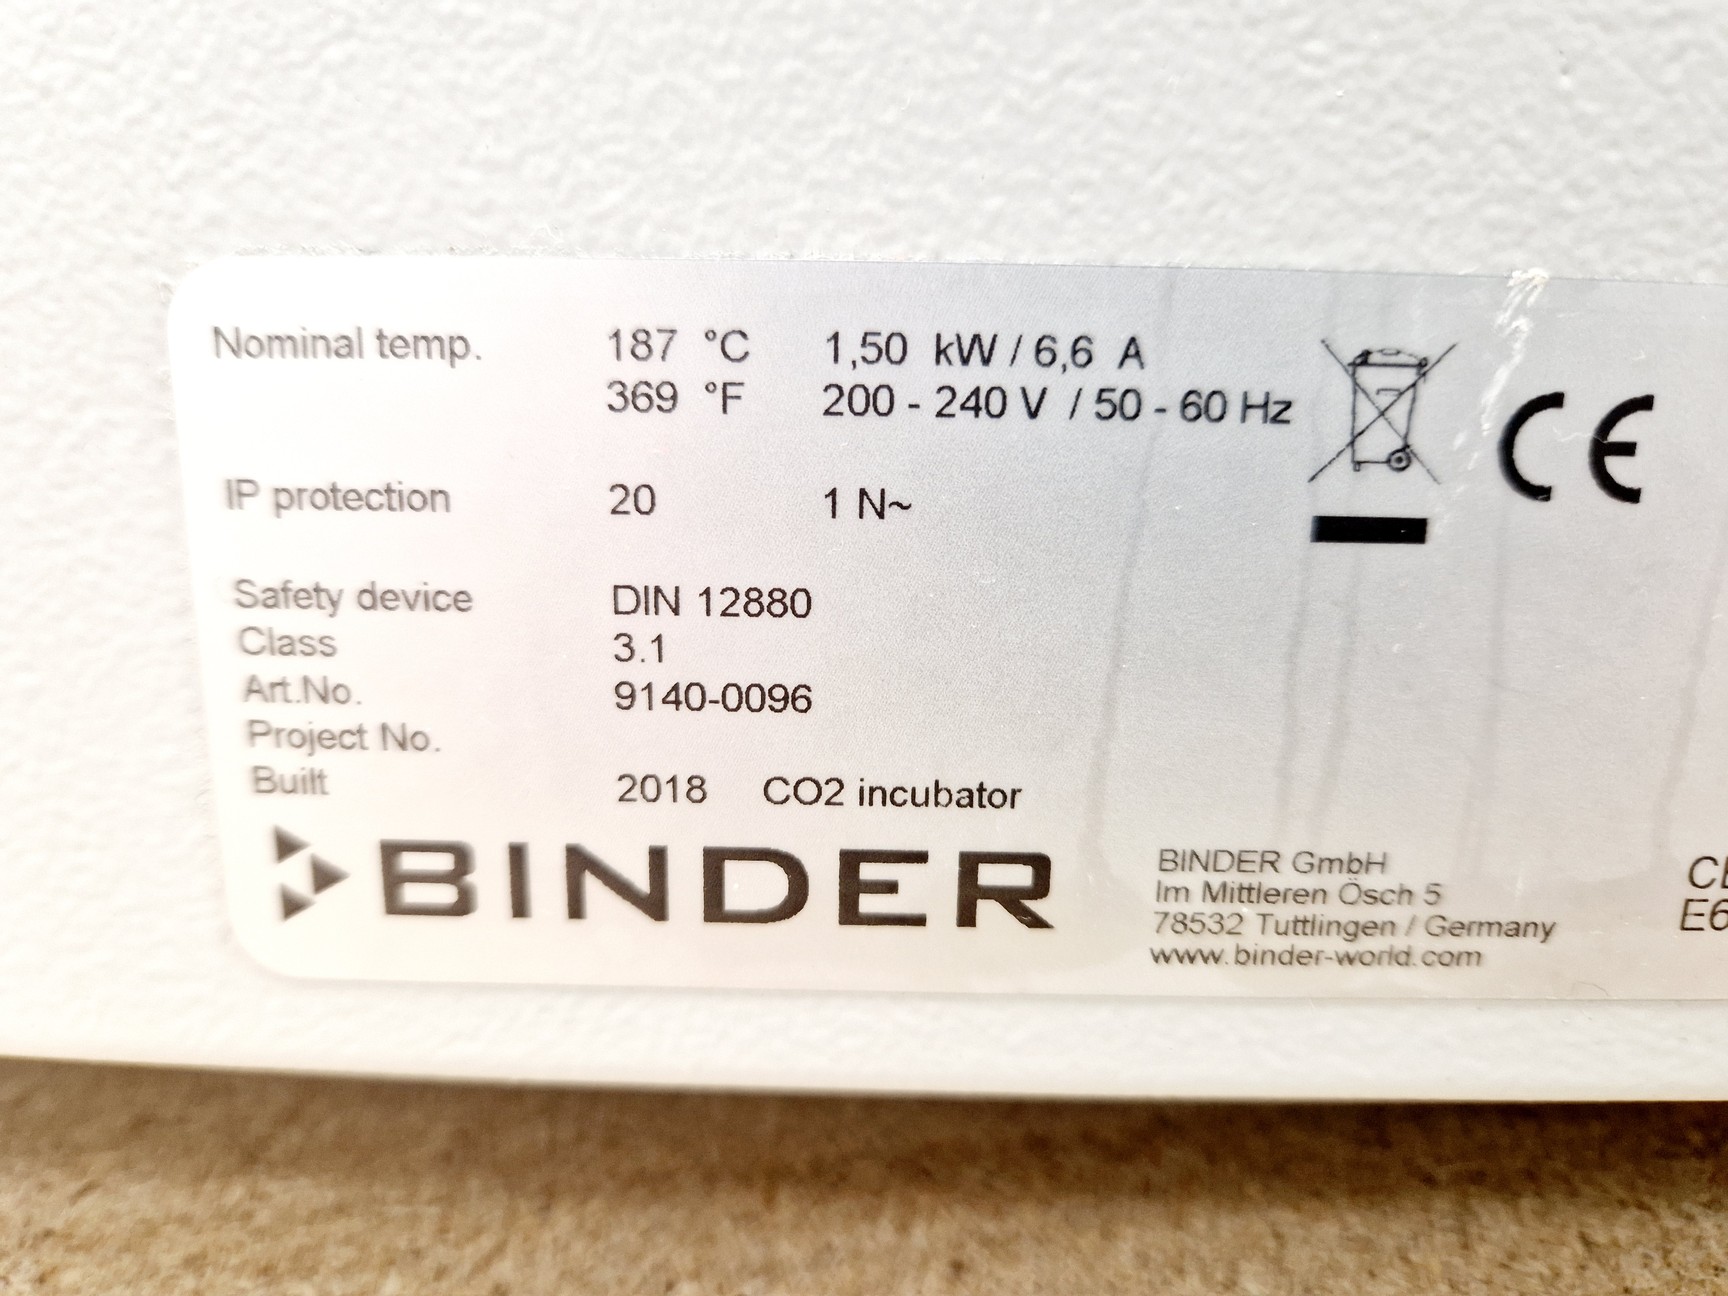 Nominal temp. 187 °C 1,50 kW / 6,6 A
369 °F 200 - 240 V / 50 - 60 Hz
IP protection 20 1 N~
Safety device DIN 12880
Class 3.1
Art.No. 9140-0096
Project No.
Built 2018 CO2 incubator
CE
BINDER
BINDER GmbH
Im Mittleren Ösch 5
78532 Tuttlingen / Germany
www.binder-world.com